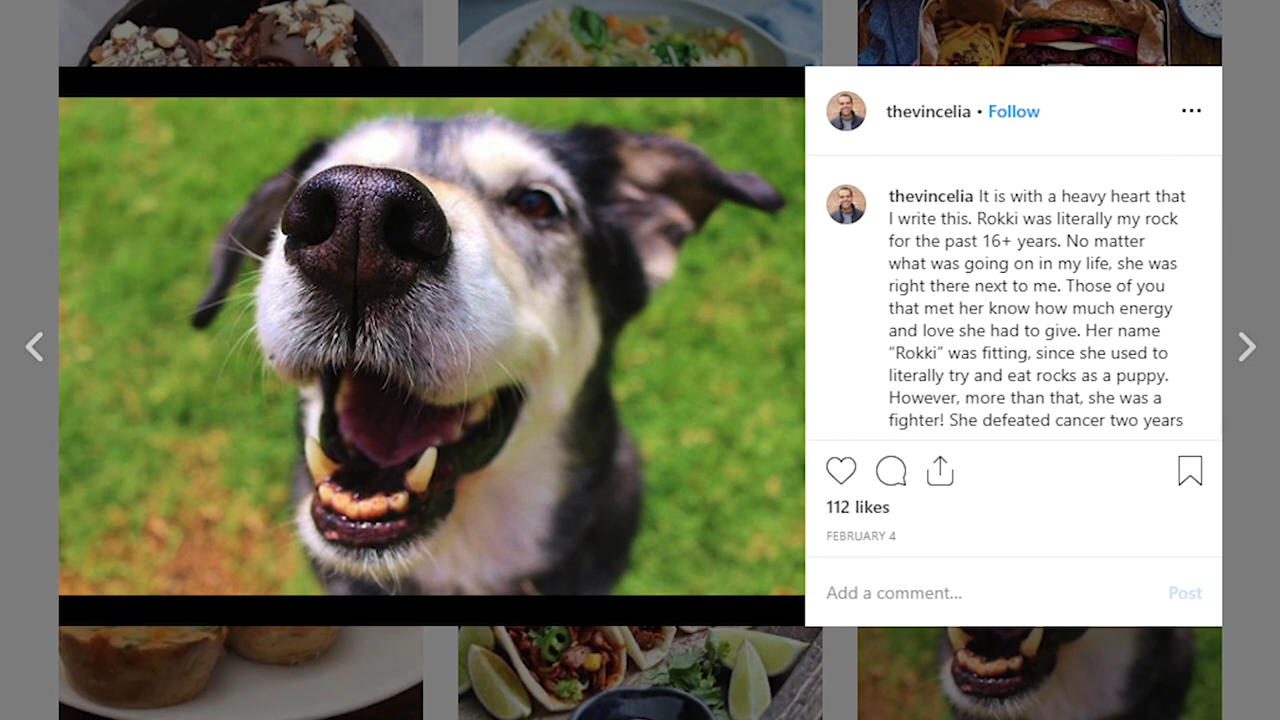 thevincelia • Follow
thevincelia It is with a heavy heart that
I write this. Rokki was literally my rock
for the past 16+ years. No matter
what was going on in my life, she was
right there next to me. Those of you
that met her know how much energy
and love she had to give. Her name
“Rokki” was fitting, since she used to
literally try and eat rocks as a puppy.
However, more than that, she was a
fighter! She defeated cancer two years
112 likes
FEBRUARY 4
Add a comment... Post